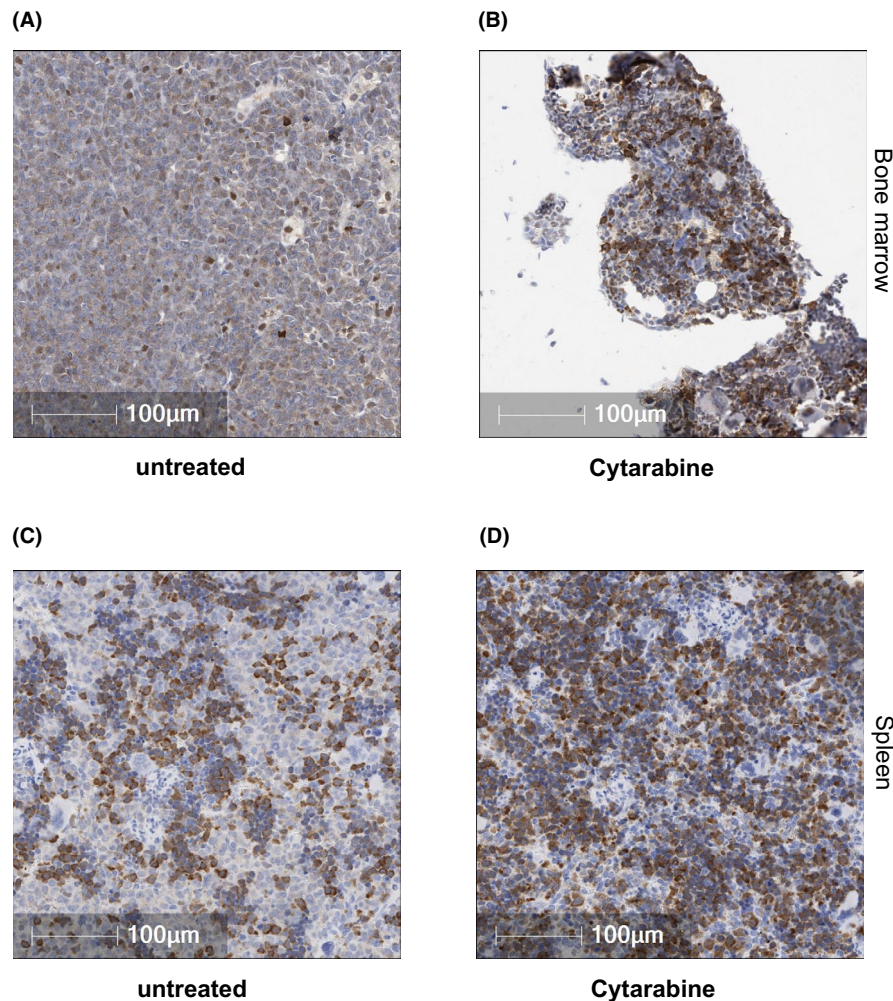 (A)
(B)
100µm
100µm
Bone marrow
untreated
Cytarabine
(C)
(D)
100µm
100µm
Spleen
untreated
Cytarabine